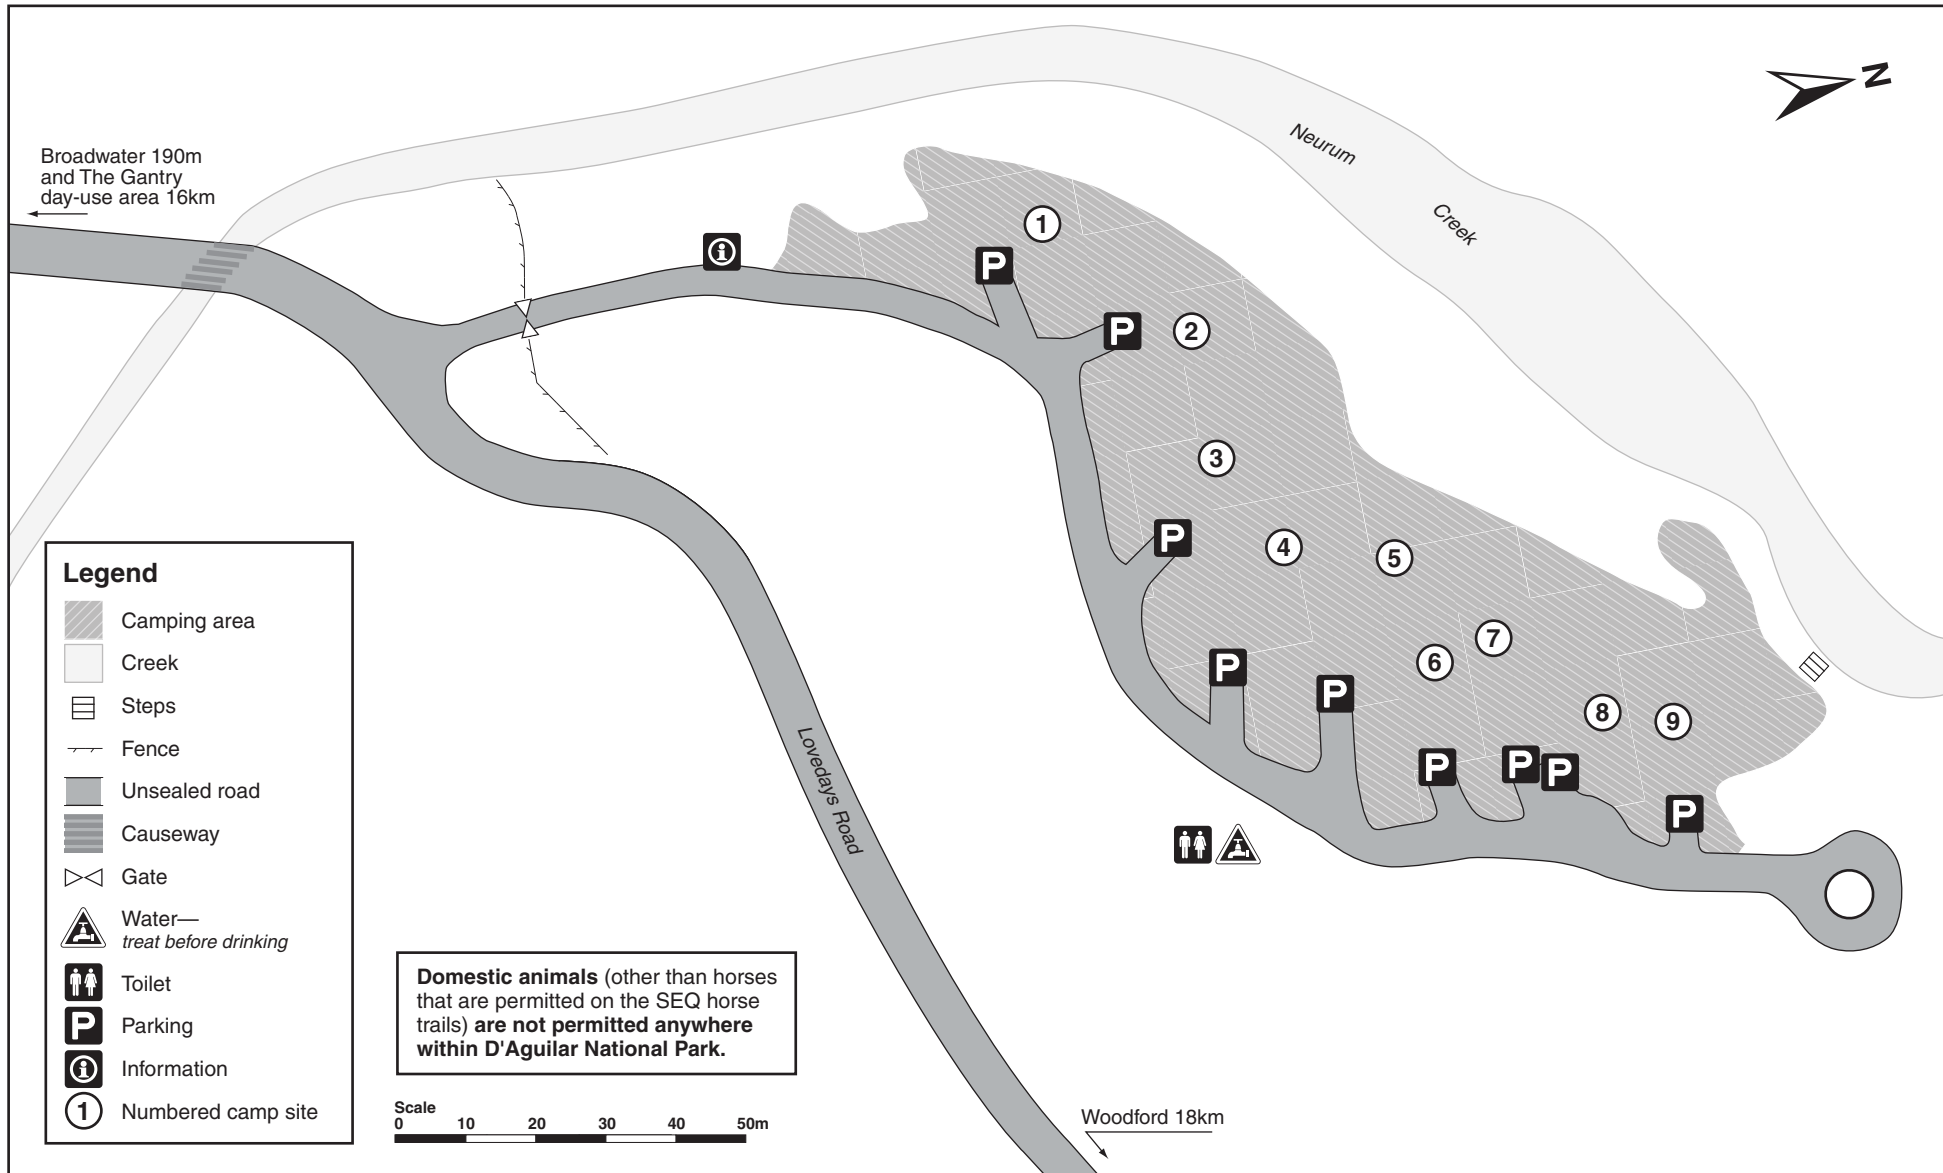 N
Neurum
Creek
Broadwater 190m
and The Gantry
day-use area 16km
1
P
P
2
3
P
4
5
P
P
6
7
8
9
P
P
P
P
Lovedays Road
Legend
Camping area
Creek
Steps
Fence
Unsealed road
Causeway
Gate
Water—
treat before drinking
Toilet
P Parking
i Information
1 Numbered camp site
i
Domestic animals (other than horses
that are permitted on the SEQ horse
trails) are not permitted anywhere
within D'Aguilar National Park.
Scale
0 10 20 30 40 50m
Woodford 18km